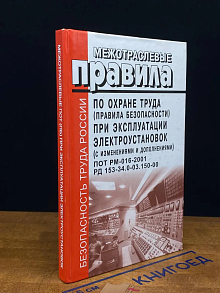 МЕЖОТРАСЛЕВЫЕ
правила
ПО ОХРАНЕ ТРУДА
(ПРАВИЛА БЕЗОПАСНОСТИ)
ПРИ ЭКСПЛУАТАЦИИ
ЭЛЕКТРОУСТАНОВОК
(С ИЗМЕНЕНИЯМИ И ДОПОЛНЕНИЯМИ)
ПОТ РМ-016-2001
РД 153-34.0-03.150-00
БЕЗОПАСНОСТЬ ТРУДА РОССИИ
КНИГОЕД